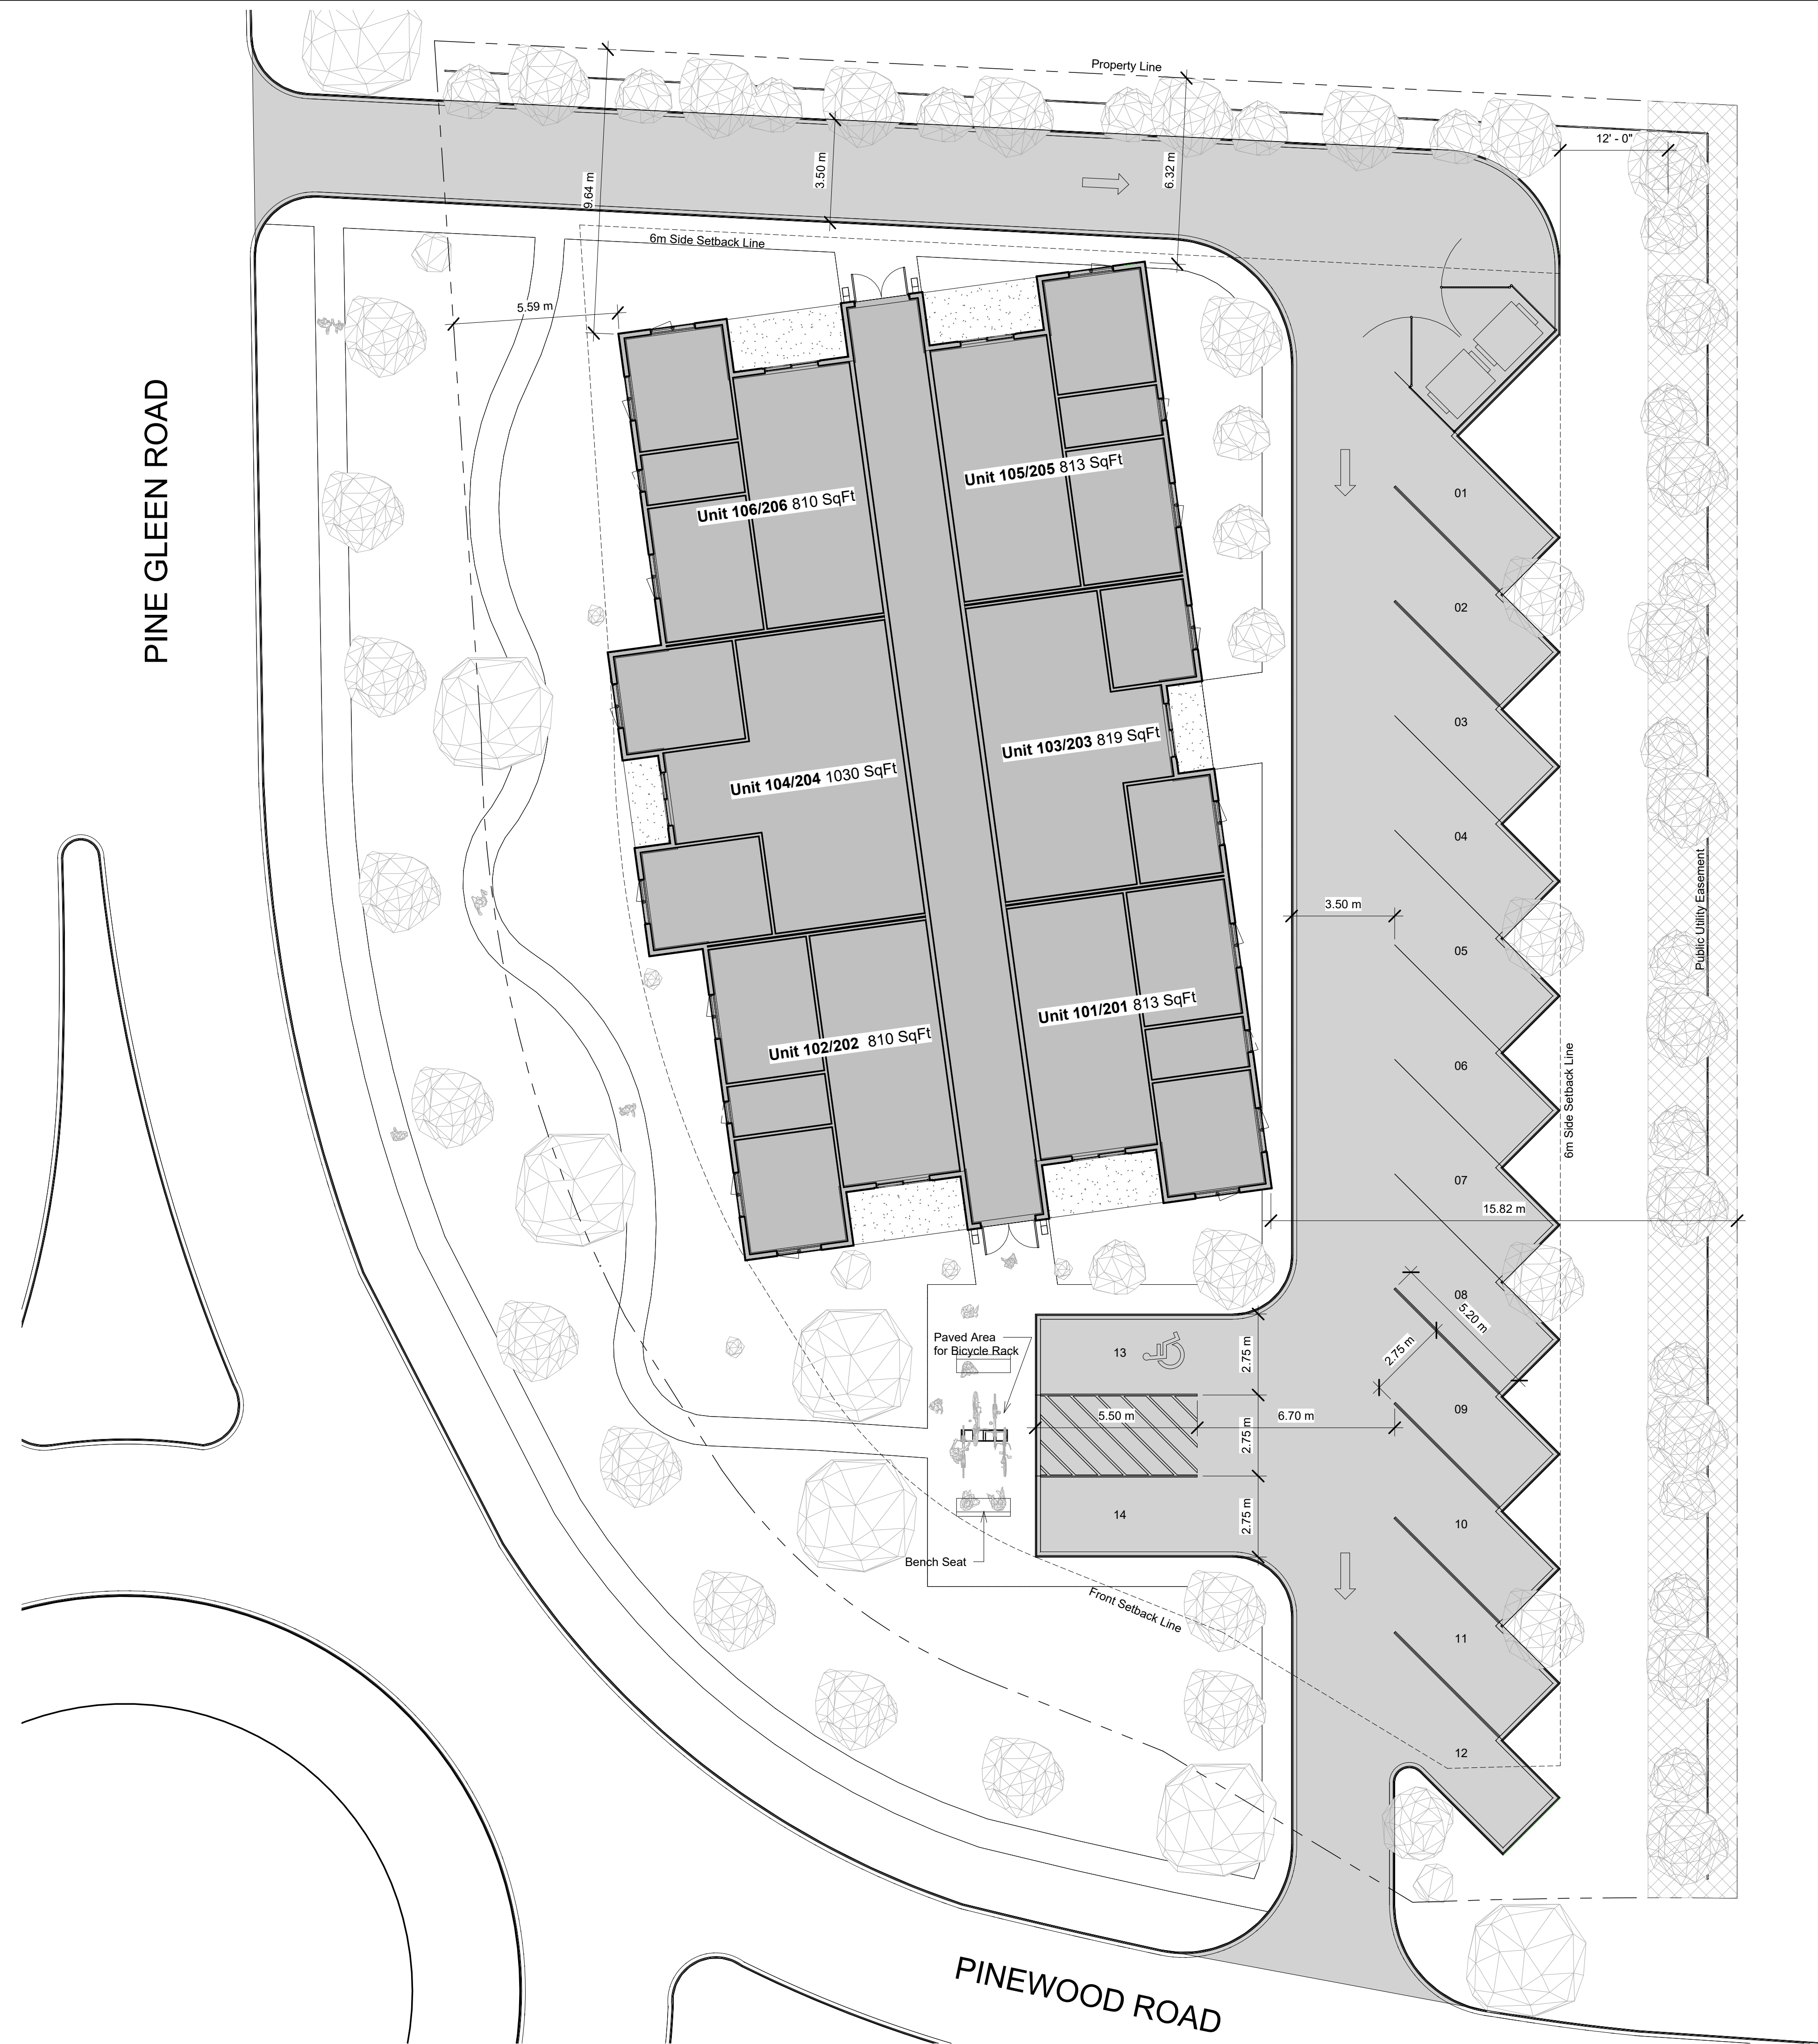 Property Line
12' - 0"
9.64 m
3.50 m
6.32 m
6m Side Setback Line
5.59 m
PINE GLEEN ROAD
Unit 105/205 813 SqFt
Unit 106/206 810 SqFt
01
02
03
Unit 103/203 819 SqFt
Unit 104/204 1030 SqFt
04
Public Utility Easement
3.50 m
05
Unit 101/201 813 SqFt
Unit 102/202 810 SqFt
06
6m Side Setback Line
07
15.82 m
08
5.20 m
2.75 m
Paved Area
for Bicycle Rack
13
2.75 m
09
5.50 m
6.70 m
2.75 m
14
2.75 m
10
Bench Seat
Front Setback Line
11
12
PINEWOOD ROAD